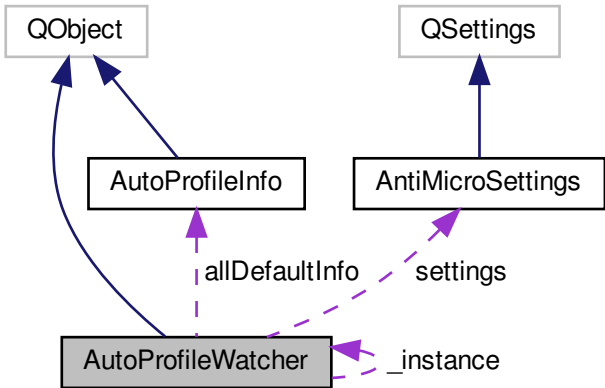 QObject
QSettings
AutoProfileInfo
AntiMicroSettings
allDefaultInfo
settings
AutoProfileWatcher
_instance